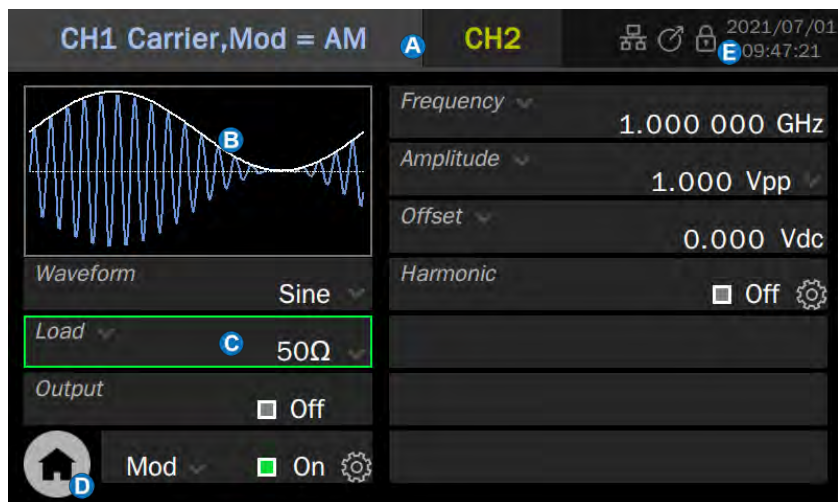 CH1 Carrier,Mod = AM
A
CH2
2021/07/01
E
09:47:21
B
Frequency
1.000 000 GHz
Amplitude
1.000 Vpp
Offset
0.000 Vdc
Waveform
Sine
Harmonic
Off
Load
C
50Ω
Output
Off
D
Mod
On